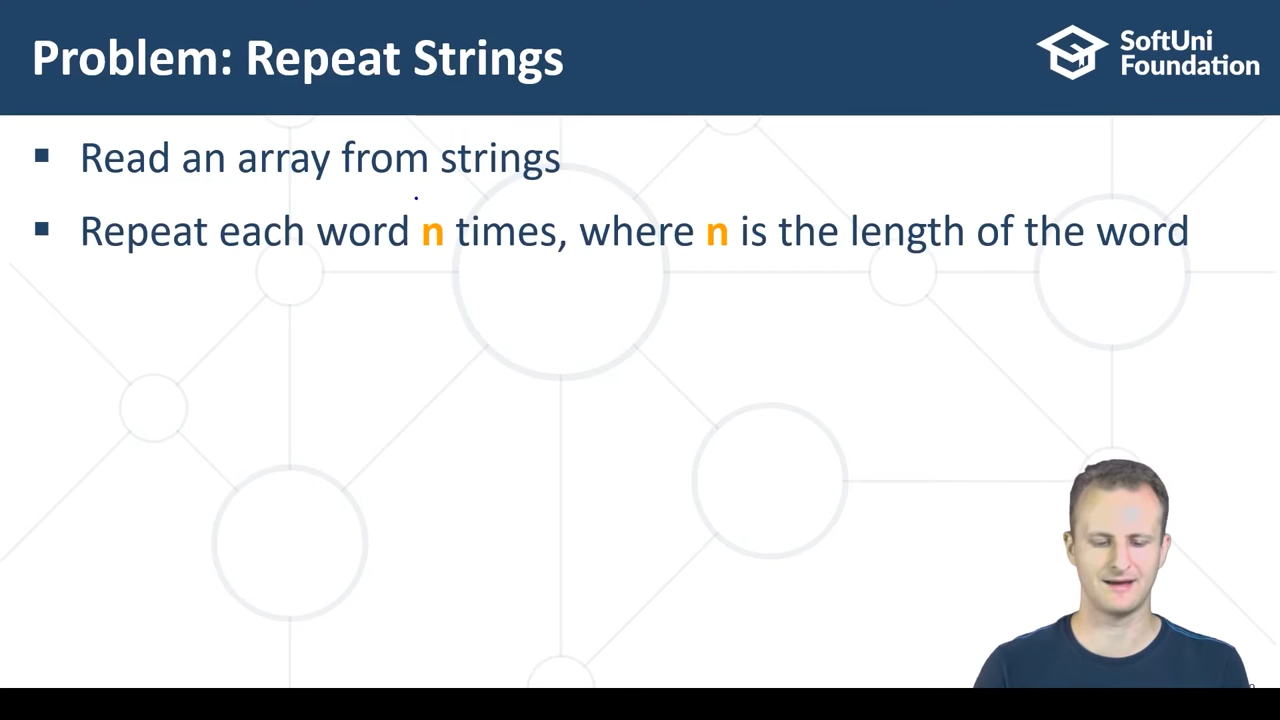 Problem: Repeat Strings
SoftUni
Foundation
▪ Read an array from strings
▪ Repeat each word n times, where n is the length of the word